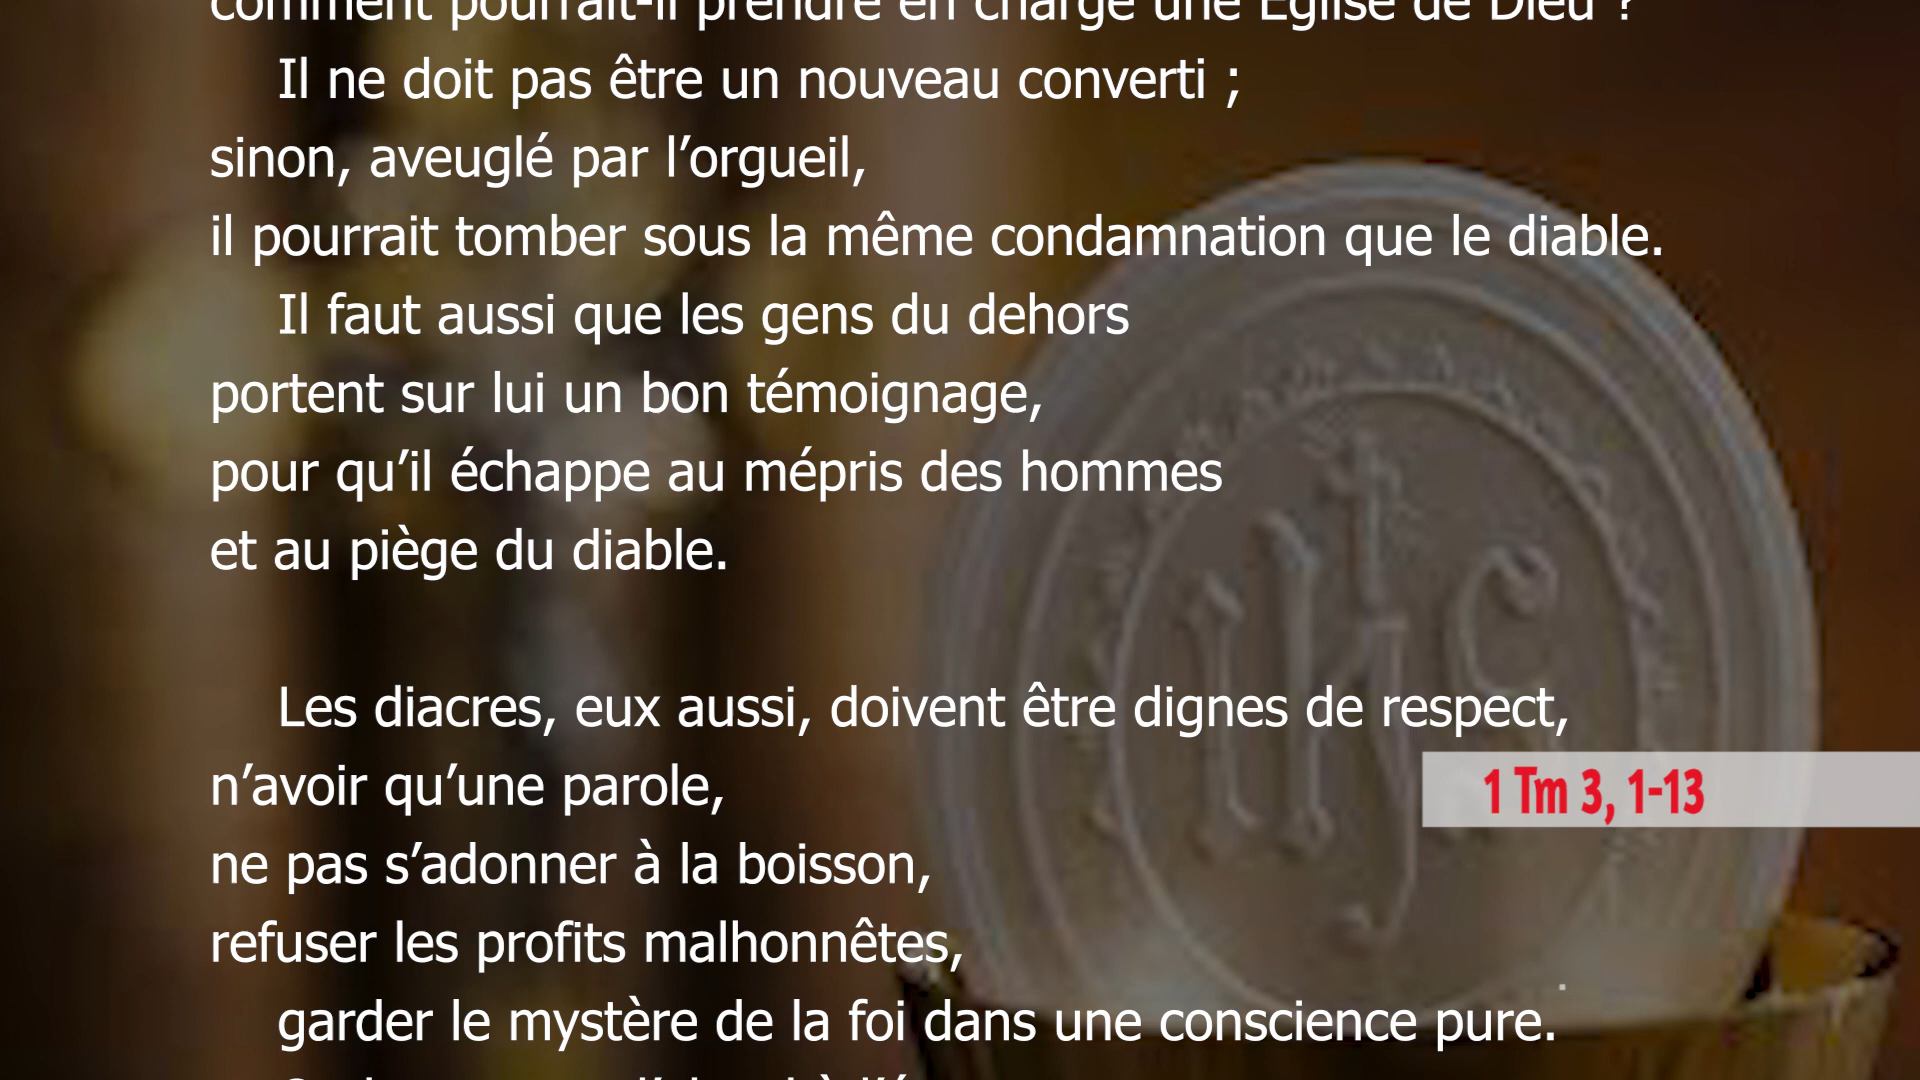 comment pourrait-il prendre en charge une Église de Dieu ?
Il ne doit pas être un nouveau converti ;
sinon, aveuglé par l’orgueil,
il pourrait tomber sous la même condamnation que le diable.
Il faut aussi que les gens du dehors
portent sur lui un bon témoignage,
pour qu’il échappe au mépris des hommes
et au piège du diable.
Les diacres, eux aussi, doivent être dignes de respect,
n’avoir qu’une parole,
1 Tm 3, 1-13
ne pas s’adonner à la boisson,
refuser les profits malhonnêtes,
garder le mystère de la foi dans une conscience pure.